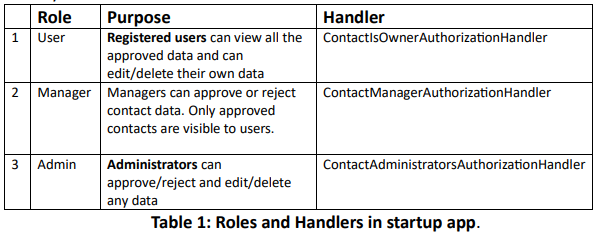 Role Purpose Handler
1 User Registered users can view all the ContactIsOwnerAuthorizationHandler
approved data and can
edit/delete their own data
2 Manager Managers can approve or reject ContactManagerAuthorizationHandler
contact data. Only approved
contacts are visible to users.
3 Admin Administrators can ContactAdministratorsAuthorizationHandler
approve/reject and edit/delete
any data
Table 1: Roles and Handlers in startup app.